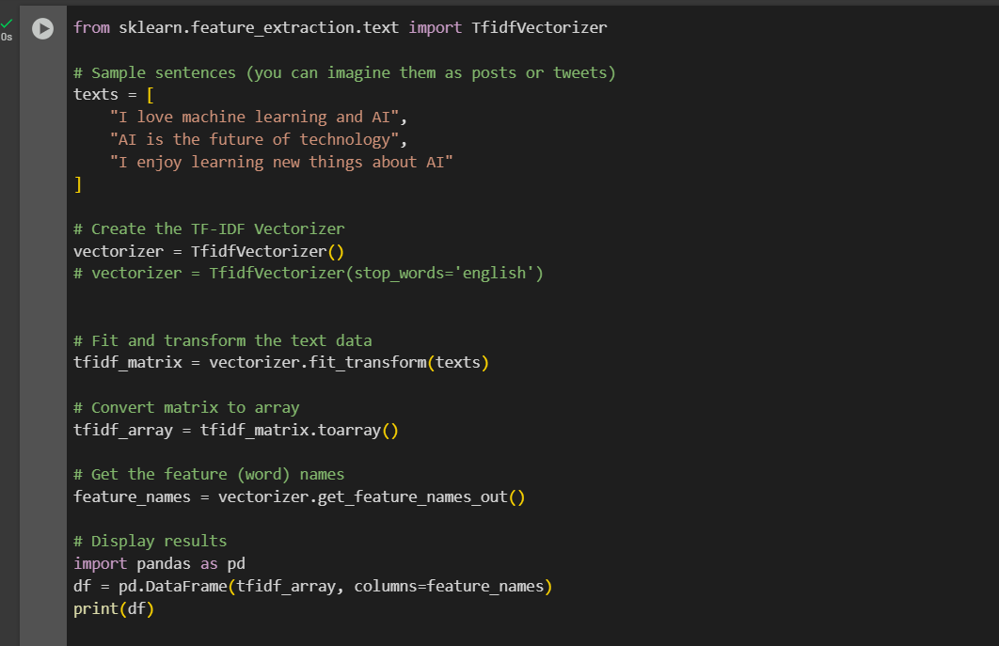 0s
from sklearn.feature_extraction.text import TfidfVectorizer
# Sample sentences (you can imagine them as posts or tweets)
texts = [
    "I love machine learning and AI",
    "AI is the future of technology",
    "I enjoy learning new things about AI"
]
# Create the TF-IDF Vectorizer
vectorizer = TfidfVectorizer()
# vectorizer = TfidfVectorizer(stop_words='english')
# Fit and transform the text data
tfidf_matrix = vectorizer.fit_transform(texts)
# Convert matrix to array
tfidf_array = tfidf_matrix.toarray()
# Get the feature (word) names
feature_names = vectorizer.get_feature_names_out()
# Display results
import pandas as pd
df = pd.DataFrame(tfidf_array, columns=feature_names)
print(df)